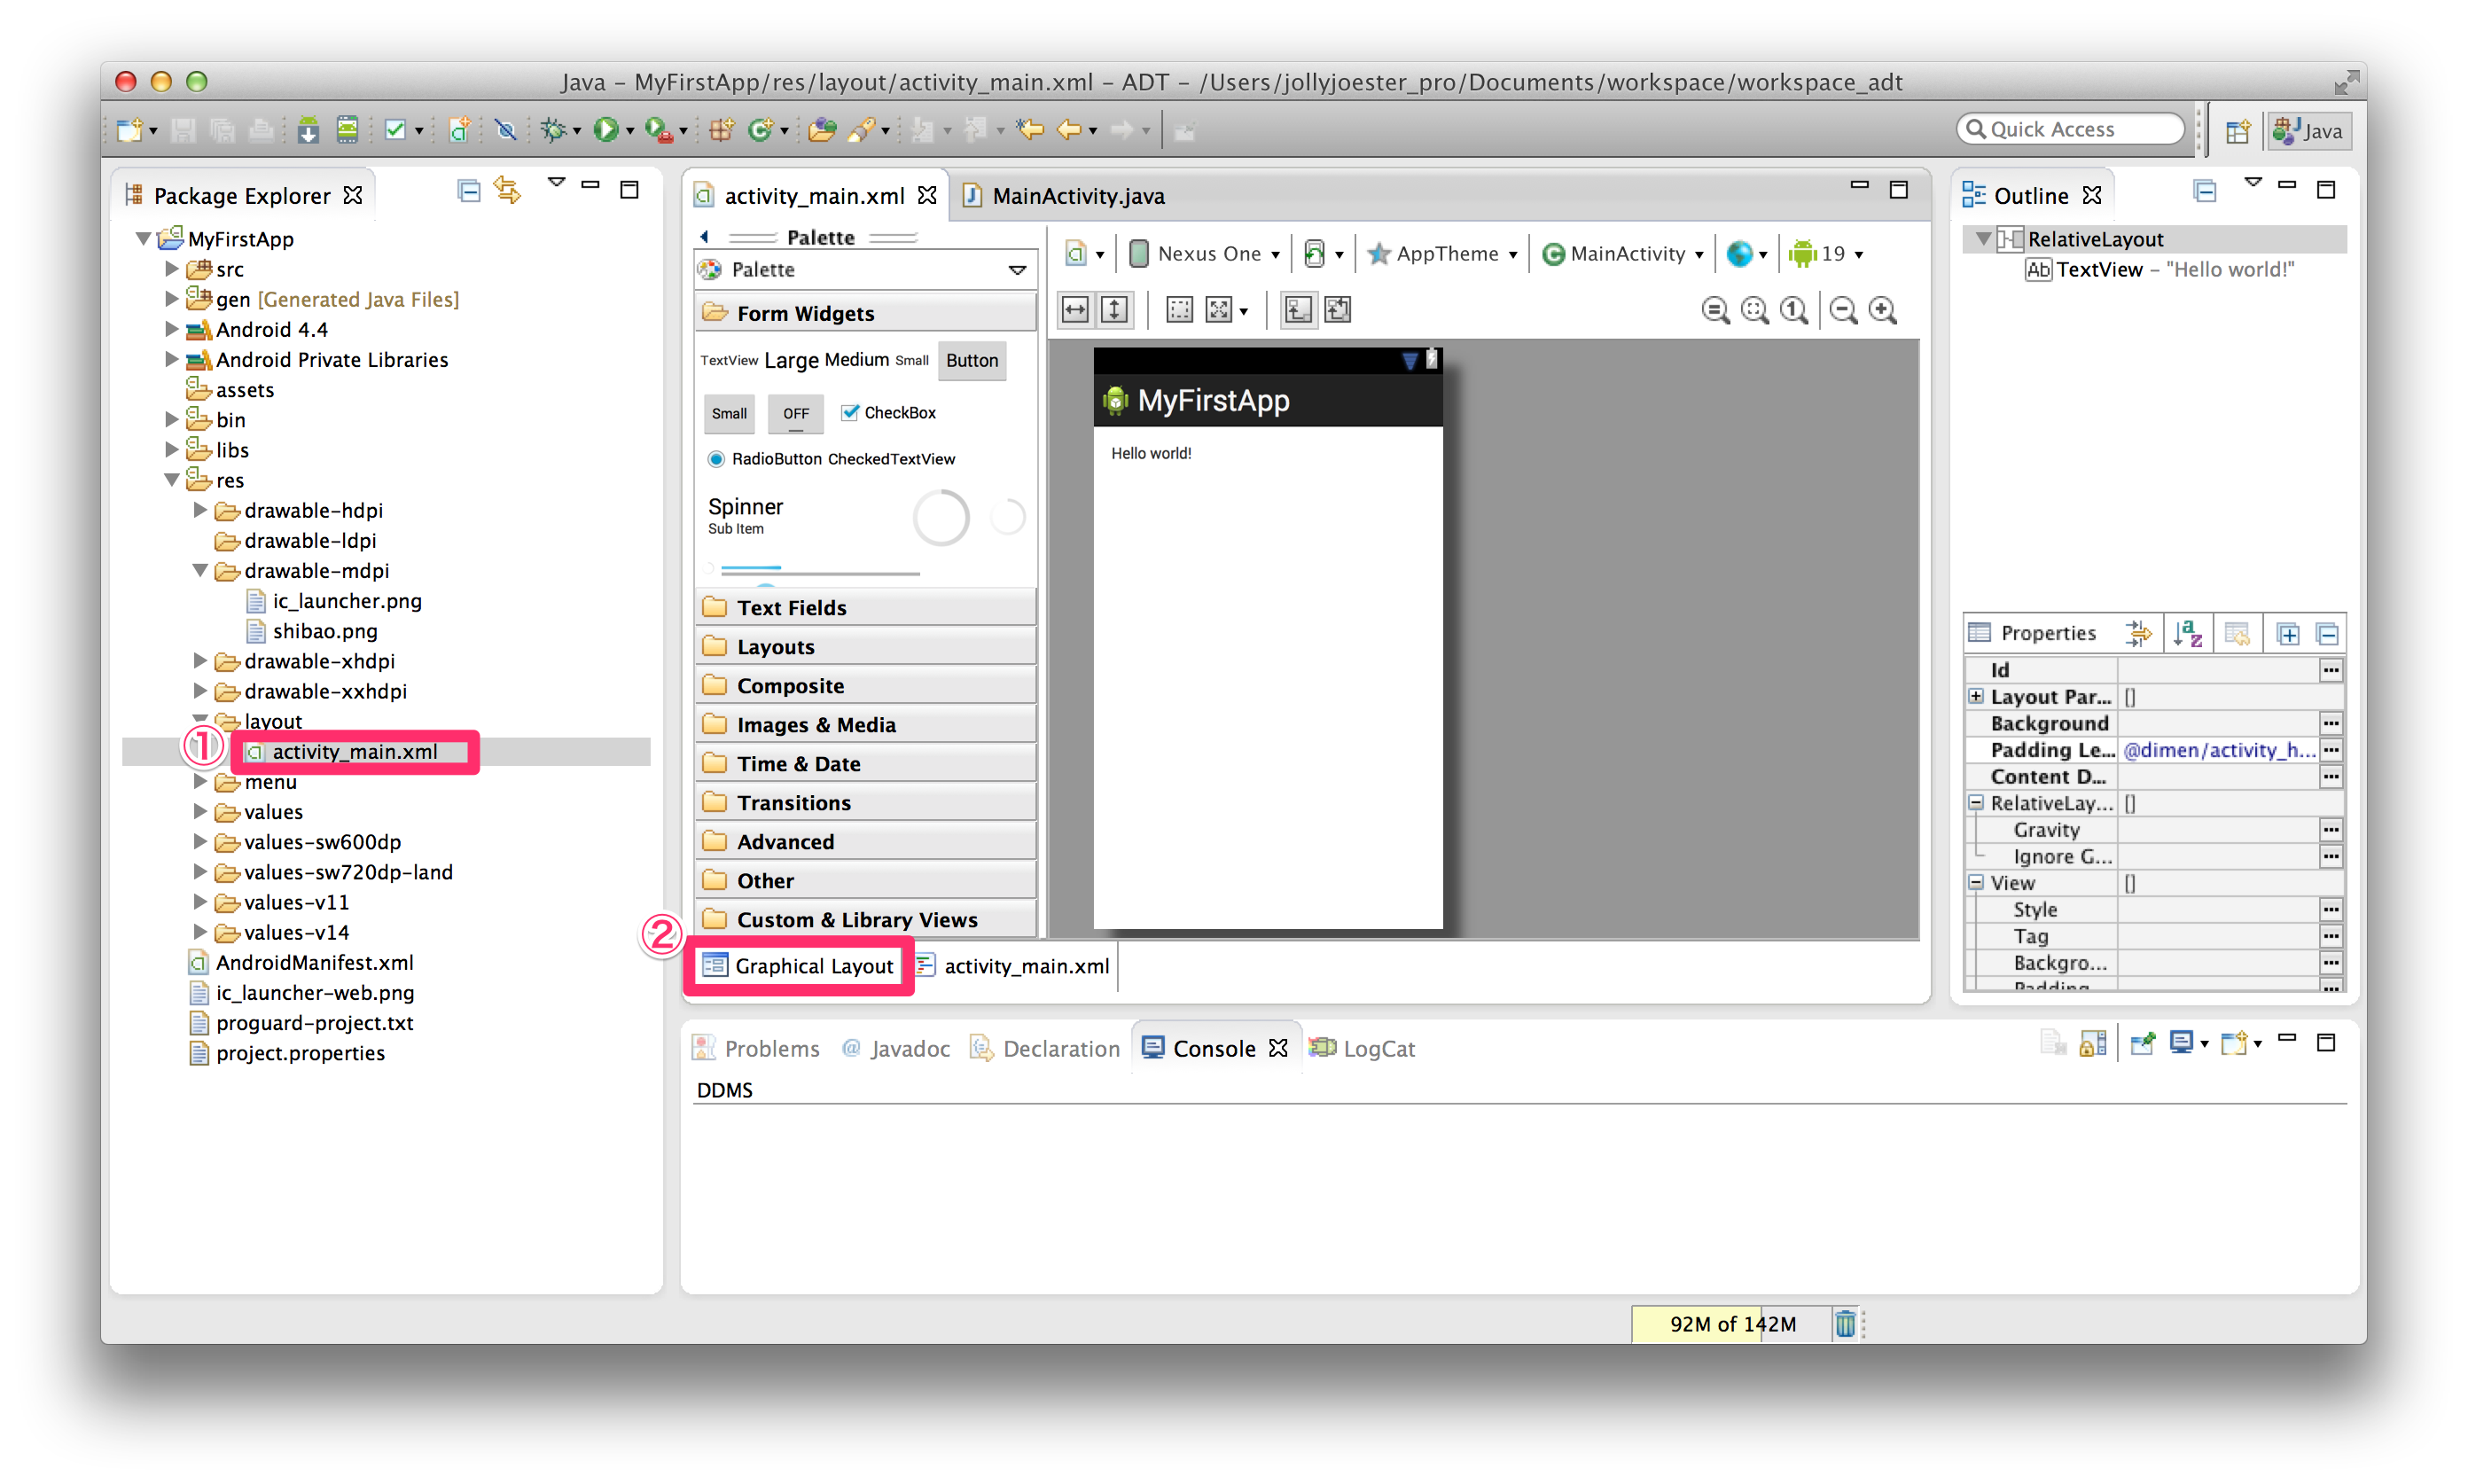 Java – MyFirstApp/res/layout/activity_main.xml – ADT – /Users/jollyjoester_pro/Documents/workspace/workspace_adt
Quick Access
Java
Package Explorer
MyFirstApp
src
gen [Generated Java Files]
Android 4.4
Android Private Libraries
assets
bin
libs
res
drawable-hdpi
drawable-ldpi
drawable-mdpi
ic_launcher.png
shibao.png
drawable-xhdpi
drawable-xxhdpi
layout
① activity_main.xml
menu
values
values-sw600dp
values-sw720dp-land
values-v11
values-v14
AndroidManifest.xml
ic_launcher-web.png
proguard-project.txt
project.properties
activity_main.xml
MainActivity.java
Palette
Palette
Form Widgets
TextView Large Medium Small Button
Small OFF CheckBox
RadioButton CheckedTextView
Spinner
Sub Item
Text Fields
Layouts
Composite
Images & Media
Time & Date
Transitions
Advanced
Other
Custom & Library Views
Nexus One AppTheme MainActivity 19
MyFirstApp
Hello world!
② Graphical Layout activity_main.xml
Outline
RelativeLayout
Ab TextView – "Hello world!"
Properties
Id
Layout Par... []
Background
Padding Le... @dimen/activity_h...
Content D...
RelativeLay... []
Gravity
Ignore G...
View []
Style
Tag
Backgro...
Padding
Problems @ Javadoc Declaration Console LogCat
DDMS
92M of 142M